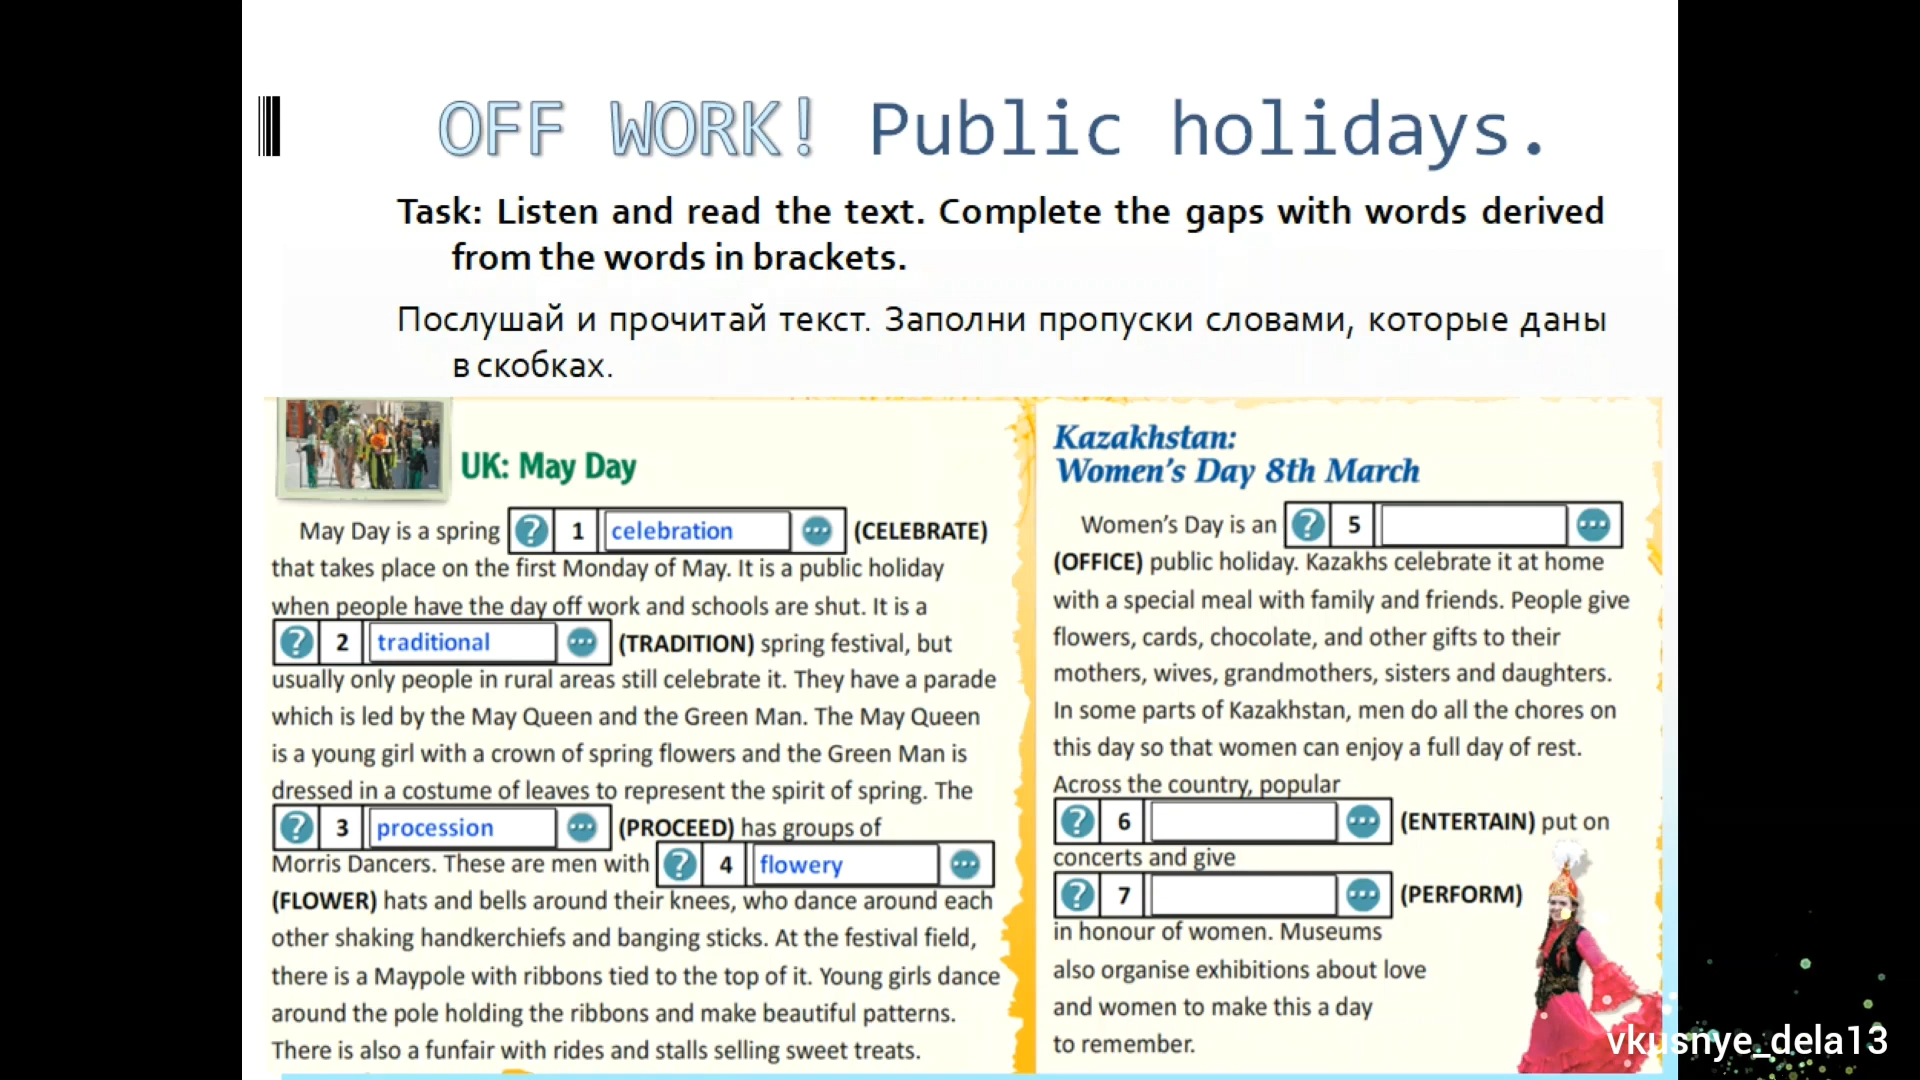 OFF WORK! Public holidays.
Task: Listen and read the text. Complete the gaps with words derived
from the words in brackets.
Послушай и прочитай текст. Заполни пропуски словами, которые даны
в скобках.
UK: May Day
May Day is a spring ? 1 celebration ... (CELEBRATE)
that takes place on the first Monday of May. It is a public holiday
when people have the day off work and schools are shut. It is a
? 2 traditional ... (TRADITION) spring festival, but
usually only people in rural areas still celebrate it. They have a parade
which is led by the May Queen and the Green Man. The May Queen
is a young girl with a crown of spring flowers and the Green Man is
dressed in a costume of leaves to represent the spirit of spring. The
? 3 procession ... (PROCEED) has groups of
Morris Dancers. These are men with ? 4 flowery ...
(FLOWER) hats and bells around their knees, who dance around each
other shaking handkerchiefs and banging sticks. At the festival field,
there is a Maypole with ribbons tied to the top of it. Young girls dance
around the pole holding the ribbons and make beautiful patterns.
There is also a funfair with rides and stalls selling sweet treats.
Kazakhstan:
Women's Day 8th March
Women's Day is an ? 5 ...
(OFFICE) public holiday. Kazakhs celebrate it at home
with a special meal with family and friends. People give
flowers, cards, chocolate, and other gifts to their
mothers, wives, grandmothers, sisters and daughters.
In some parts of Kazakhstan, men do all the chores on
this day so that women can enjoy a full day of rest.
Across the country, popular
? 6 ... (ENTERTAIN) put on
concerts and give
? 7 ... (PERFORM)
in honour of women. Museums
also organise exhibitions about love
and women to make this a day
to remember.
vkusnye_dela13